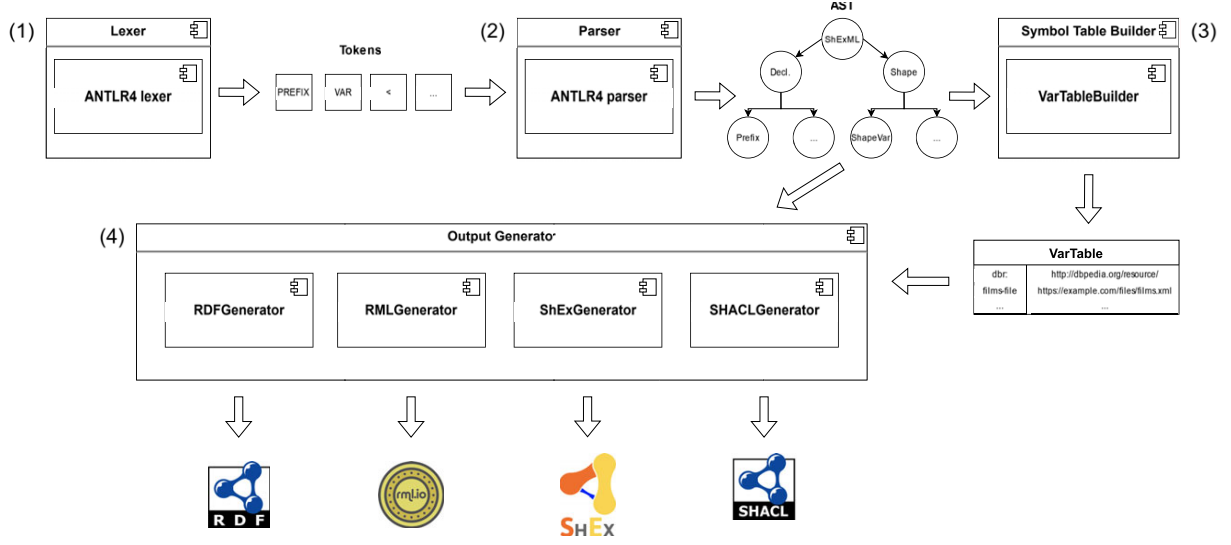 (1)
Lexer
ANTLR4 lexer
Tokens
PREFIX
VAR
<
...
(2)
Parser
ANTLR4 parser
AST
ShExML
Decl.
Shape
Prefix
...
ShapeVar
...
Symbol Table Builder
(3)
VarTableBuilder
(4)
Output Generator
RDFGenerator
RMLGenerator
ShExGenerator
SHACLGenerator
VarTable
dbr: http://dbpedia.org/resource/
films-file https://example.com/files/films.xml
... ...
RDF
rml.io
SHEX
SHACL